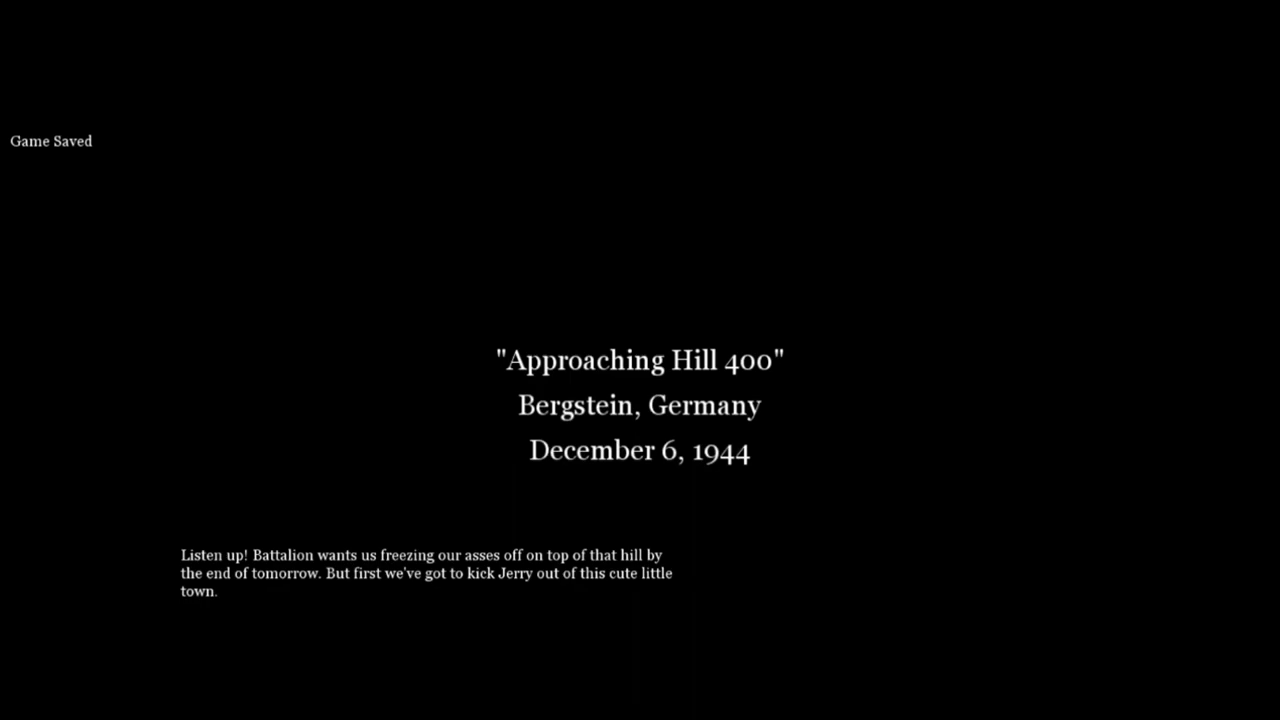 Game Saved
"Approaching Hill 400"
Bergstein, Germany
December 6, 1944
Listen up! Battalion wants us freezing our asses off on top of that hill by
the end of tomorrow. But first we've got to kick Jerry out of this cute little
town.